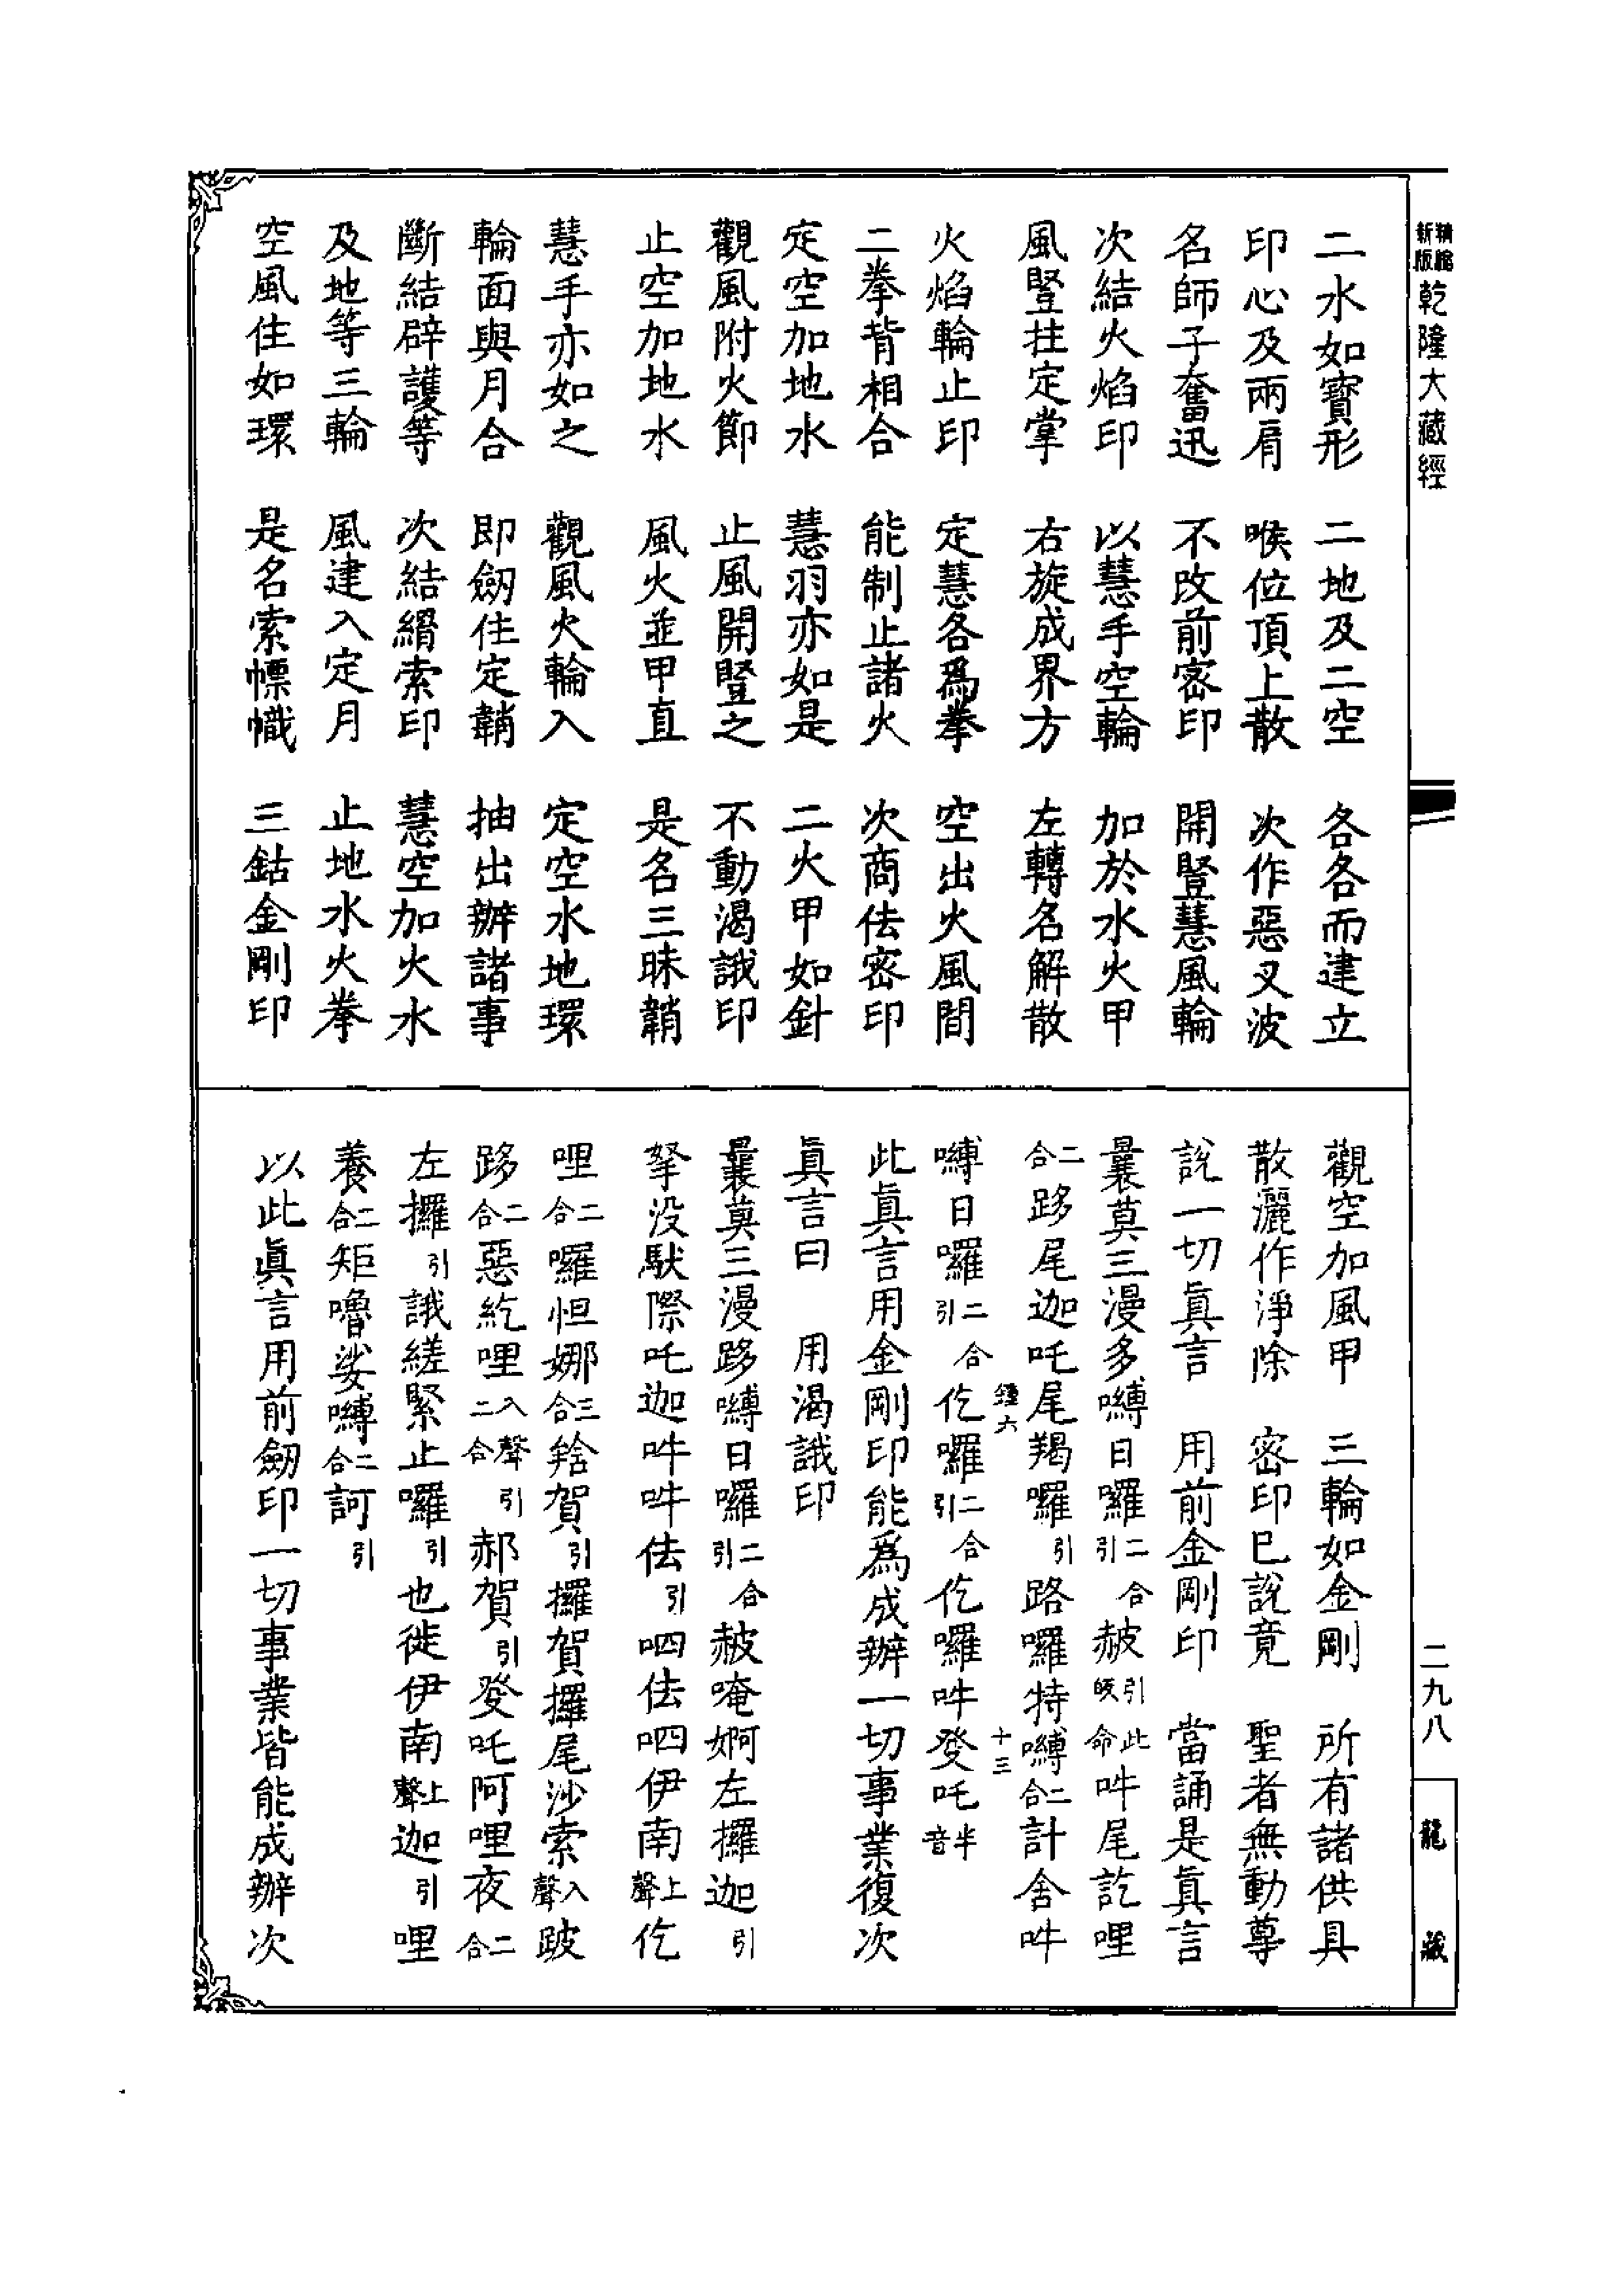 精縮新版乾隆大藏經
二水如寶形　二地及二空　各各而建立
印心及兩肩　喉位頂上散　次作惡叉波
名師子奮迅　不改前密印　開豎慧風輪
次結火焰印　以慧手空輪　加於水火甲
風豎拄定掌　右旋成界方　左轉名解散
火焰輪止印　定慧各爲拳　空出火風間
二拳背相合　能制止諸火　次商佉密印
定空加地水　慧羽亦如是　二火甲如針
觀風附火節　止風開豎之　不動渴誐印
止空加地水　風火並甲直　是名三昧鞘
慧手亦如之　觀風火輪入　定空水地環
輪面與月合　即劒住定鞘　抽出辦諸事
斷結辟護等　次結縎索印　慧空加火水
及地等三輪　風建入定月　止地水火拳
空風住如環　是名索幖幟　三鈷金剛印
觀空加風甲　三輪如金剛　所有諸供具
散灑作淨除　密印已說竟　聖者無動尊
說一切眞言　用前金剛印　當誦是眞言
曩莫三漫多嚩日囉二合引赦引皤此命吽尾訖哩
二合跢尾迦吒尾羯囉引路囉特嚩二合計舍吽
嚩日囉二合引仡囉二合引仡囉吽發吒半音
鍾六　十三
此眞言用金剛印能爲成辦一切事業復次
眞言曰　用渴誐印
曩莫三漫跢嚩日囉二合引赦唵婀左攞迦引
拏没馱際吒迦吽吽佉引呬佉呬伊南上聲仡
哩二合囉怛娜三合𩜁賀引攞賀攞尾沙索入聲跛
跢二合惡紇哩入聲二合引郝賀引發吒阿哩夜二合
左攞引誐縒緊止囉引也徙伊南上聲迦引哩
養二合矩嚕娑嚩二合訶引
以此眞言用前劒印一切事業皆能成辦次
二九八
龍藏